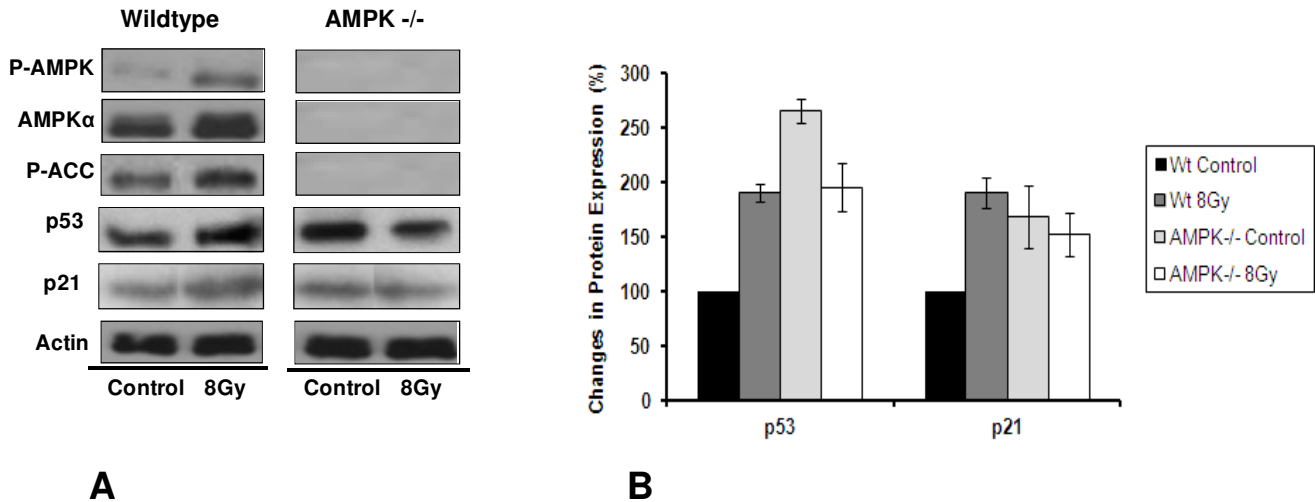 Wildtype
AMPK -/-
P-AMPK
AMPKα
P-ACC
p53
p21
Actin
Control 8Gy
Control 8Gy
A
Changes in Protein Expression (%)
300
250
200
150
100
50
0
p53
p21
Wt Control
Wt 8Gy
AMPK-/- Control
AMPK-/- 8Gy
B